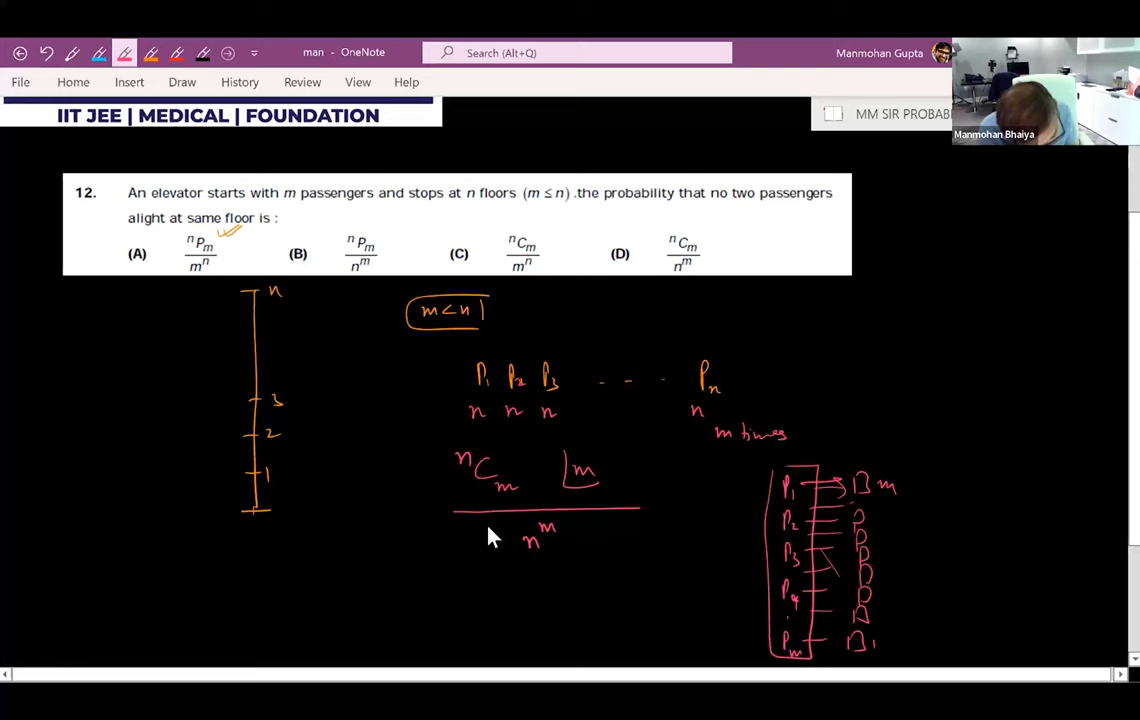 man - OneNote
Search (Alt+Q)
Manmohan Gupta
File Home Insert Draw History Review View Help
IIT JEE | MEDICAL | FOUNDATION
MM SIR PROBAB
Manmohan Bhaiya
12. An elevator starts with m passengers and stops at n floors (m ≤ n) .the probability that no two passengers
alight at same floor is :
(A) ⁿPₘ/mⁿ (B) ⁿPₘ/nᵐ (C) ⁿCₘ/mⁿ (D) ⁿCₘ/nᵐ
n
m < n
3
2
1
P₁ P₂ P₃ - - - Pₙ
n n n n
m times
ⁿCₘ ⌊m
nᵐ
P₁
P₂
P₃
P₄
Pₘ